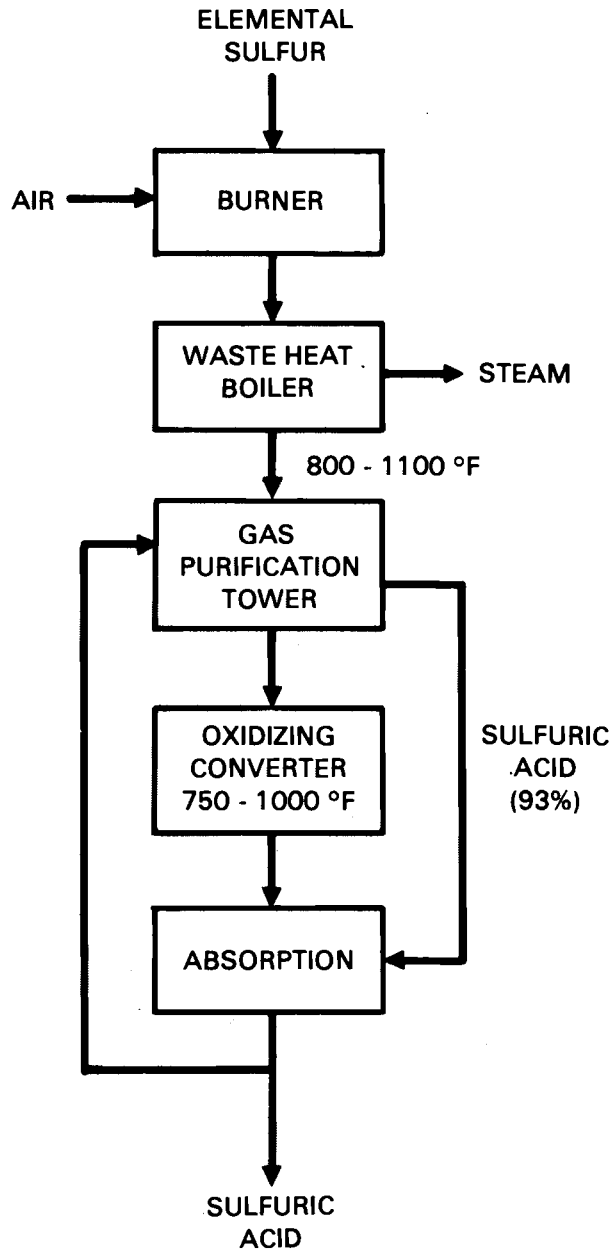 ELEMENTAL
SULFUR
AIR
BURNER
WASTE HEAT
BOILER
STEAM
800 - 1100 °F
GAS
PURIFICATION
TOWER
OXIDIZING
CONVERTER
750 - 1000 °F
SULFURIC
ACID
(93%)
ABSORPTION
SULFURIC
ACID